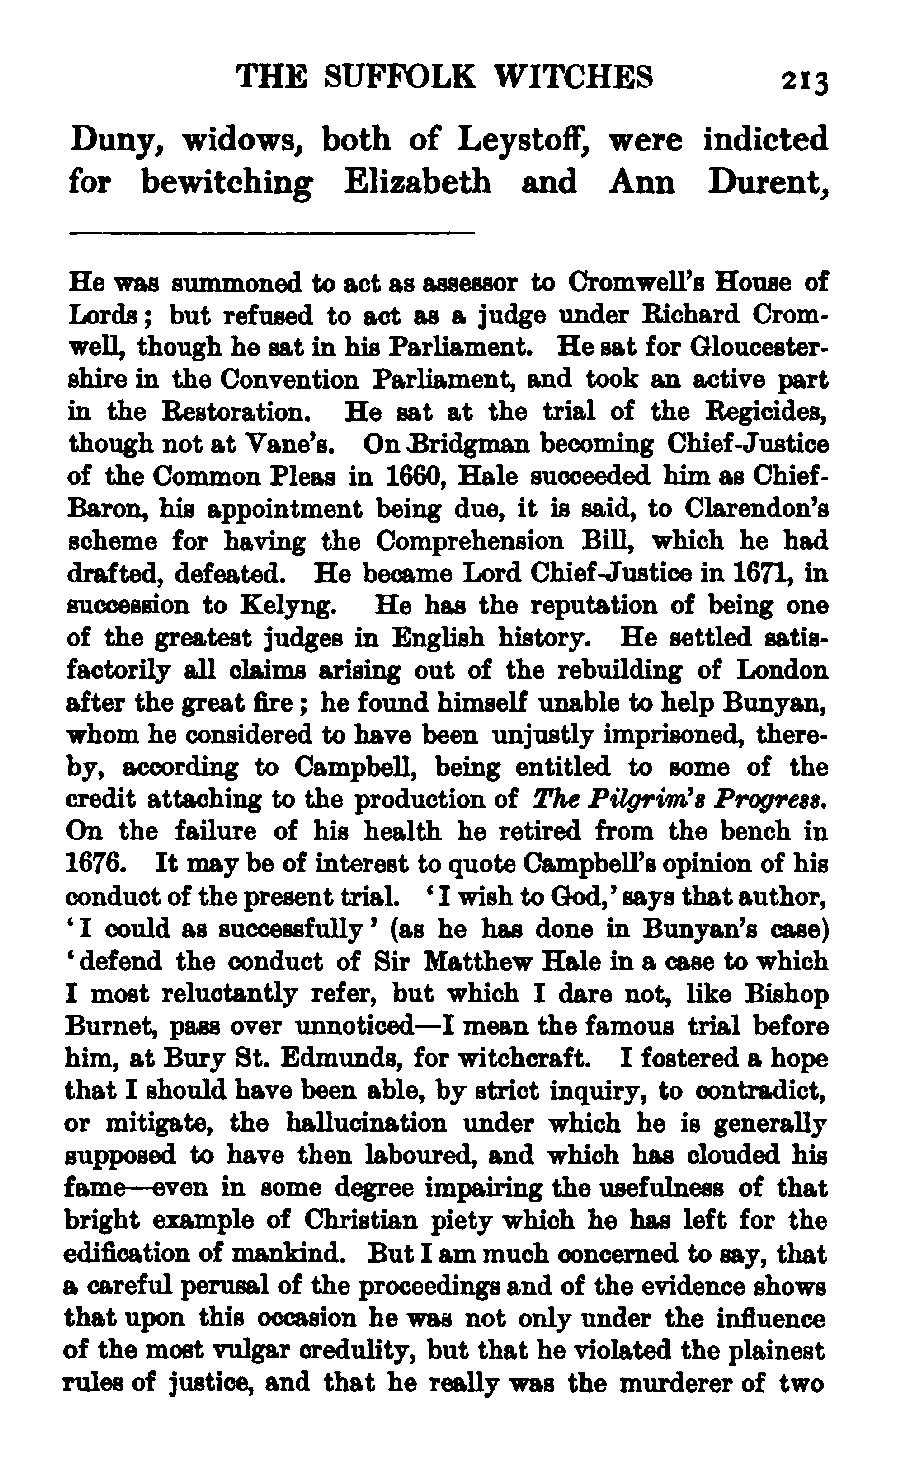 THE SUFFOLK WITCHES 213
Duny, widows, both of Leystoff, were indicted
for bewitching Elizabeth and Ann Durent,
He was summoned to act as assessor to Cromwell's House of
Lords; but refused to act as a judge under Richard Crom-
well, though he sat in his Parliament. He sat for Gloucester-
shire in the Convention Parliament, and took an active part
in the Restoration. He sat at the trial of the Regicides,
though not at Vane's. On Bridgman becoming Chief-Justice
of the Common Pleas in 1660, Hale succeeded him as Chief-
Baron, his appointment being due, it is said, to Clarendon's
scheme for having the Comprehension Bill, which he had
drafted, defeated. He became Lord Chief-Justice in 1671, in
succession to Kelyng. He has the reputation of being one
of the greatest judges in English history. He settled satis-
factorily all claims arising out of the rebuilding of London
after the great fire; he found himself unable to help Bunyan,
whom he considered to have been unjustly imprisoned, there-
by, according to Campbell, being entitled to some of the
credit attaching to the production of The Pilgrim's Progress.
On the failure of his health he retired from the bench in
1676. It may be of interest to quote Campbell's opinion of his
conduct of the present trial. 'I wish to God,' says that author,
'I could as successfully' (as he has done in Bunyan's case)
'defend the conduct of Sir Matthew Hale in a case to which
I most reluctantly refer, but which I dare not, like Bishop
Burnet, pass over unnoticed—I mean the famous trial before
him, at Bury St. Edmunds, for witchcraft. I fostered a hope
that I should have been able, by strict inquiry, to contradict,
or mitigate, the hallucination under which he is generally
supposed to have then laboured, and which has clouded his
fame—even in some degree impairing the usefulness of that
bright example of Christian piety which he has left for the
edification of mankind. But I am much concerned to say, that
a careful perusal of the proceedings and of the evidence shows
that upon this occasion he was not only under the influence
of the most vulgar credulity, but that he violated the plainest
rules of justice, and that he really was the murderer of two